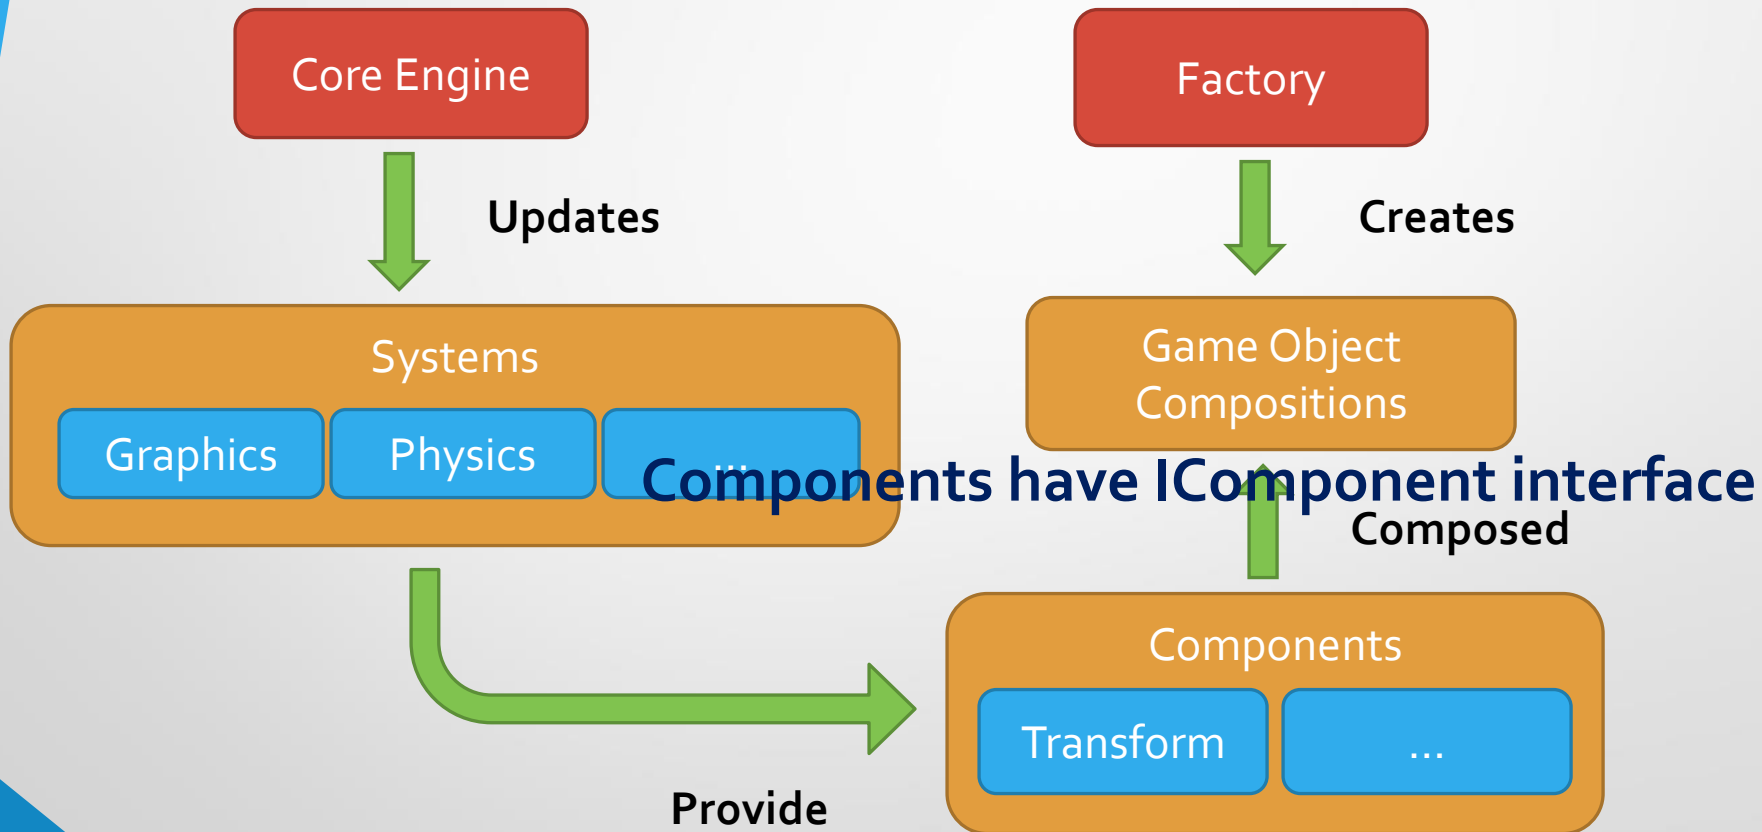 Core Engine
Factory
Updates
Creates
Systems
Game Object
Compositions
Graphics
Physics
...
Components have IComponent interface
Composed
Components
Transform
...
Provide